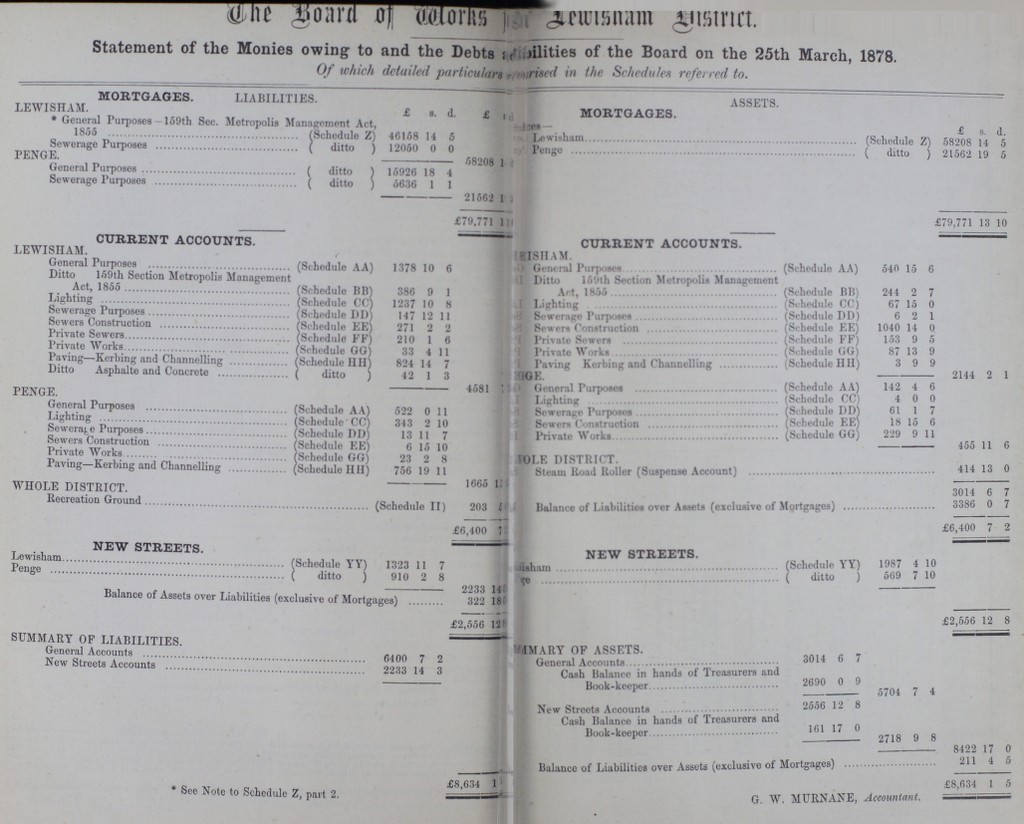 The Board of Works Lewisham District.
Statement of the Monies owing to and the Debts bilities of the Board on the 25th March, 1878.
Of which detailed particulars prised in the Schedules referred to.
MORTGAGES. LIABILITIES.
£ s. d. £
LEWISHAM.
* General Purposes—159th Sec. Metropolis Management Act,
1855 (Schedule Z) 46158 14 5
Sewerage Purposes ( ditto ) 12050 0 0
58208 1
PENGE.
General Purposes ( ditto ) 15926 18 4
Sewerage Purposes ( ditto ) 5636 1 1
21562 1
£79,771 1
CURRENT ACCOUNTS.
LEWISHAM.
General Purposes (Schedule AA) 1378 10 6
Ditto 159th Section Metropolis Management
Act, 1855 (Schedule BB) 386 9 1
Lighting (Schedule CC) 1237 10 8
Sewerage Purposes (Schedule DD) 147 12 11
Sewers Construction (Schedule EE) 271 2 2
Private Sewers (Schedule FF) 210 1 6
Private Works (Schedule GG) 33 4 11
Paving—Kerbing and Channelling (Schedule HH) 824 14 7
Ditto Asphalte and Concrete ( ditto ) 42 1 3
4581
PENGE.
General Purposes (Schedule AA) 522 0 11
Lighting (Schedule CC) 343 2 10
Sewerage Purposes (Schedule DD) 13 11 7
Sewers Construction (Schedule EE) 6 15 10
Private Works (Schedule GG) 23 2 8
Paving—Kerbing and Channelling (Schedule HH) 756 19 11
1665 1
WHOLE DISTRICT.
Recreation Ground (Schedule II) 203
£6,400 7
NEW STREETS.
Lewisham (Schedule YY) 1323 11 7
Penge ( ditto ) 910 2 8
2233 14
Balance of Assets over Liabilities (exclusive of Mortgages) 322 18
£2,556 12
SUMMARY OF LIABILITIES.
General Accounts 6400 7 2
New Streets Accounts 2233 14 3
£8,634 1
* See Note to Schedule Z, part 2.
ASSETS.
MORTGAGES.
£ s. d.
Lewisham (Schedule Z) 58208 14 5
Penge ( ditto ) 21562 19 5
£79,771 13 10
CURRENT ACCOUNTS.
ISHAM.
General Purposes (Schedule AA) 540 15 6
Ditto 159th Section Metropolis Management
Act, 1855 (Schedule BB) 244 2 7
Lighting (Schedule CC) 67 15 0
Sewerage Purposes (Schedule DD) 6 2 1
Sewers Construction (Schedule EE) 1040 14 0
Private Sewers (Schedule FF) 153 9 5
Private Works (Schedule GG) 87 13 9
Paving Kerbing and Channelling (Schedule HH) 3 9 9
2144 2 1
GE.
General Purposes (Schedule AA) 142 4 6
Lighting (Schedule CC) 4 0 0
Sewerage Purposes (Schedule DD) 61 1 7
Sewers Construction (Schedule EE) 18 15 6
Private Works (Schedule GG) 229 9 11
455 11 6
OLE DISTRICT.
Steam Road Roller (Suspense Account) 414 13 0
3014 6 7
Balance of Liabilities over Assets (exclusive of Mortgages) 3386 0 7
£6,400 7 2
NEW STREETS.
isham (Schedule YY) 1987 4 10
ge ( ditto ) 569 7 10
£2,556 12 8
MARY OF ASSETS.
General Accounts 3014 6 7
Cash Balance in hands of Treasurers and
Book-keeper 2690 0 9
5704 7 4
New Streets Accounts 2556 12 8
Cash Balance in hands of Treasurers and
Book-keeper 161 17 0
2718 9 8
8422 17 0
Balance of Liabilities over Assets (exclusive of Mortgages) 211 4 5
£8,634 1 5
G. W. MURNANE, Accountant.